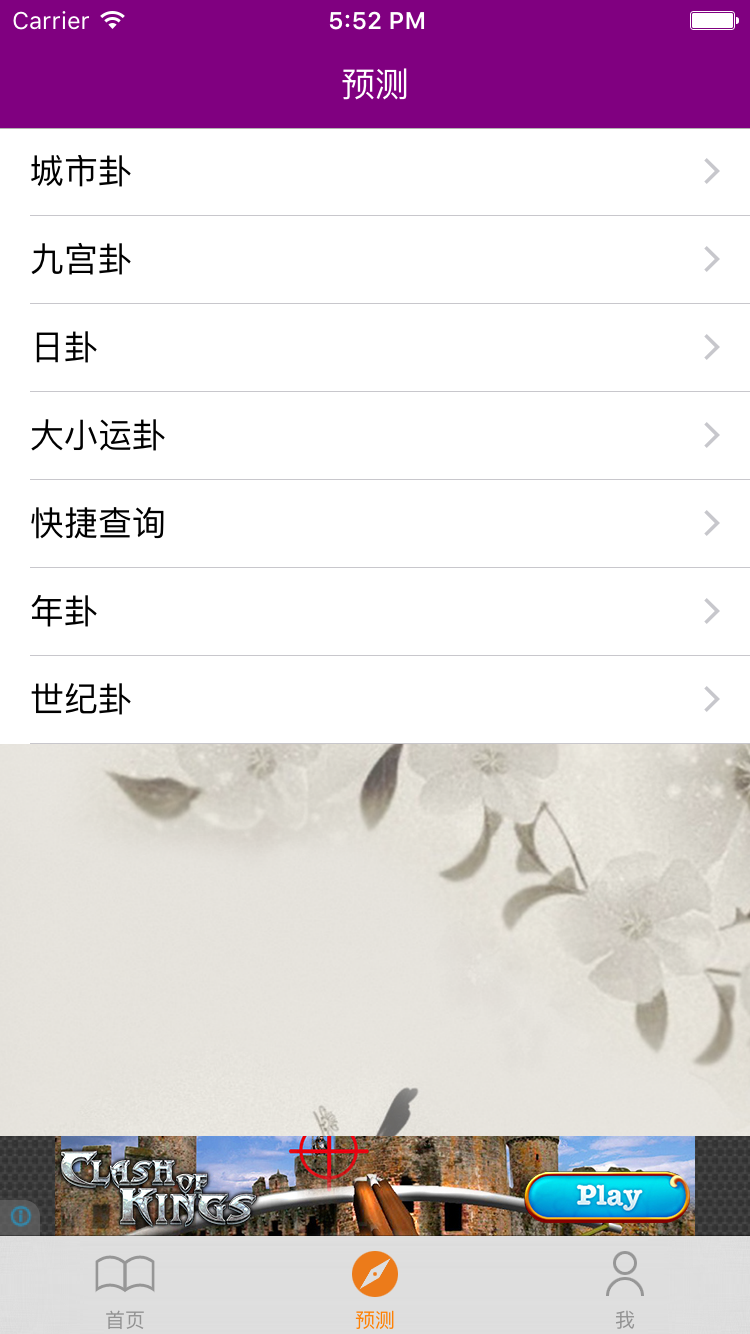 Carrier 5:52 PM
预测
城市卦
九宫卦
日卦
大小运卦
快捷查询
年卦
世纪卦
CLASH OF
KINGS
Play
首页 预测 我